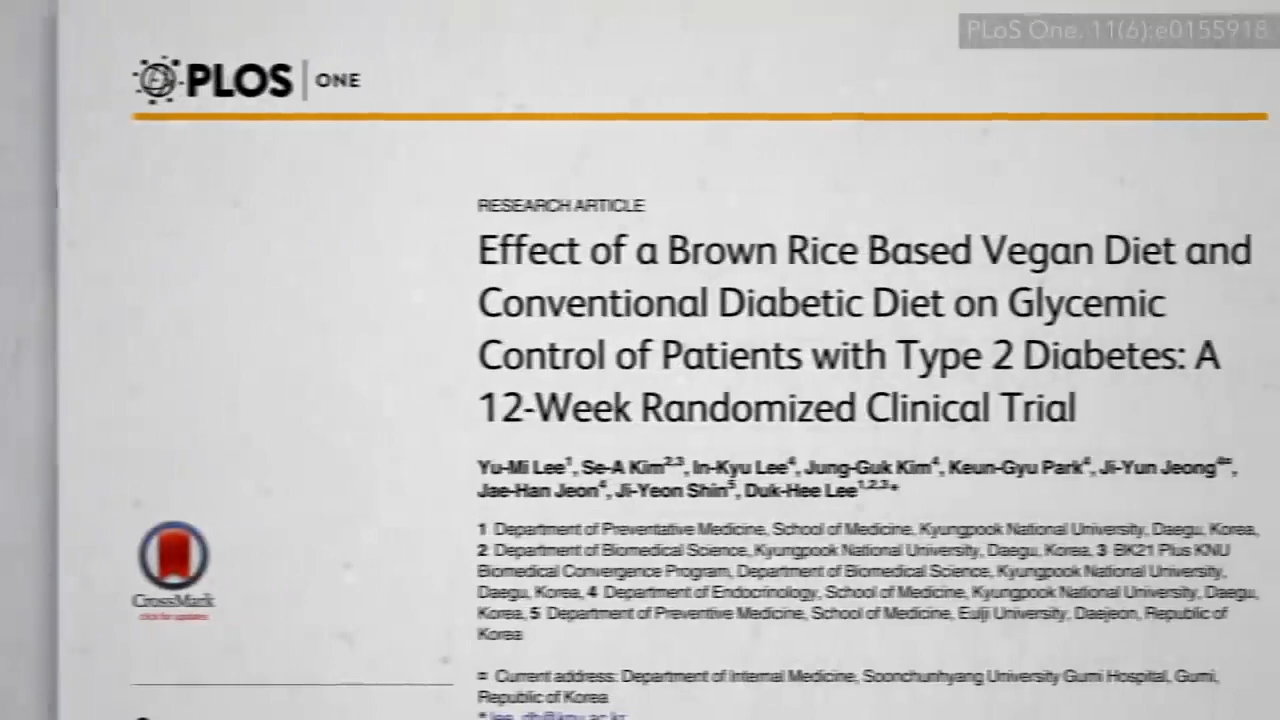 PLoS One. 11(6):e0155918
PLOS | ONE
RESEARCH ARTICLE
Effect of a Brown Rice Based Vegan Diet and
Conventional Diabetic Diet on Glycemic
Control of Patients with Type 2 Diabetes: A
12-Week Randomized Clinical Trial
Yu-Mi Lee1, Se-A Kim2,3, In-Kyu Lee4, Jung-Guk Kim4, Keun-Gyu Park4, Ji-Yun Jeong4¤,
Jae-Han Jeon4, Ji-Yeon Shin5, Duk-Hee Lee1,2,3*
1 Department of Preventative Medicine, School of Medicine, Kyungpook National University, Daegu, Korea,
2 Department of Biomedical Science, Kyungpook National University, Daegu, Korea, 3 BK21 Plus KNU
Biomedical Convergence Program, Department of Biomedical Science, Kyungpook National University,
Daegu, Korea, 4 Department of Endocrinology, School of Medicine, Kyungpook National University, Daegu,
Korea, 5 Department of Preventive Medicine, School of Medicine, Eulji University, Daejeon, Republic of
Korea
CrossMark
click for updates
¤ Current address: Department of Internal Medicine, Soonchunhyang University Gumi Hospital, Gumi,
Republic of Korea